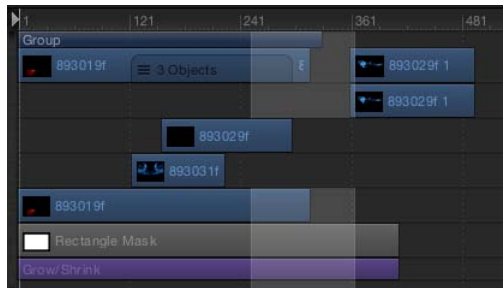 1 121 241 361 481
Group
893019f 3 Objects 893029f 1
893029f 1
893029f
893031f
893019f
Rectangle Mask
Grow/Shrink